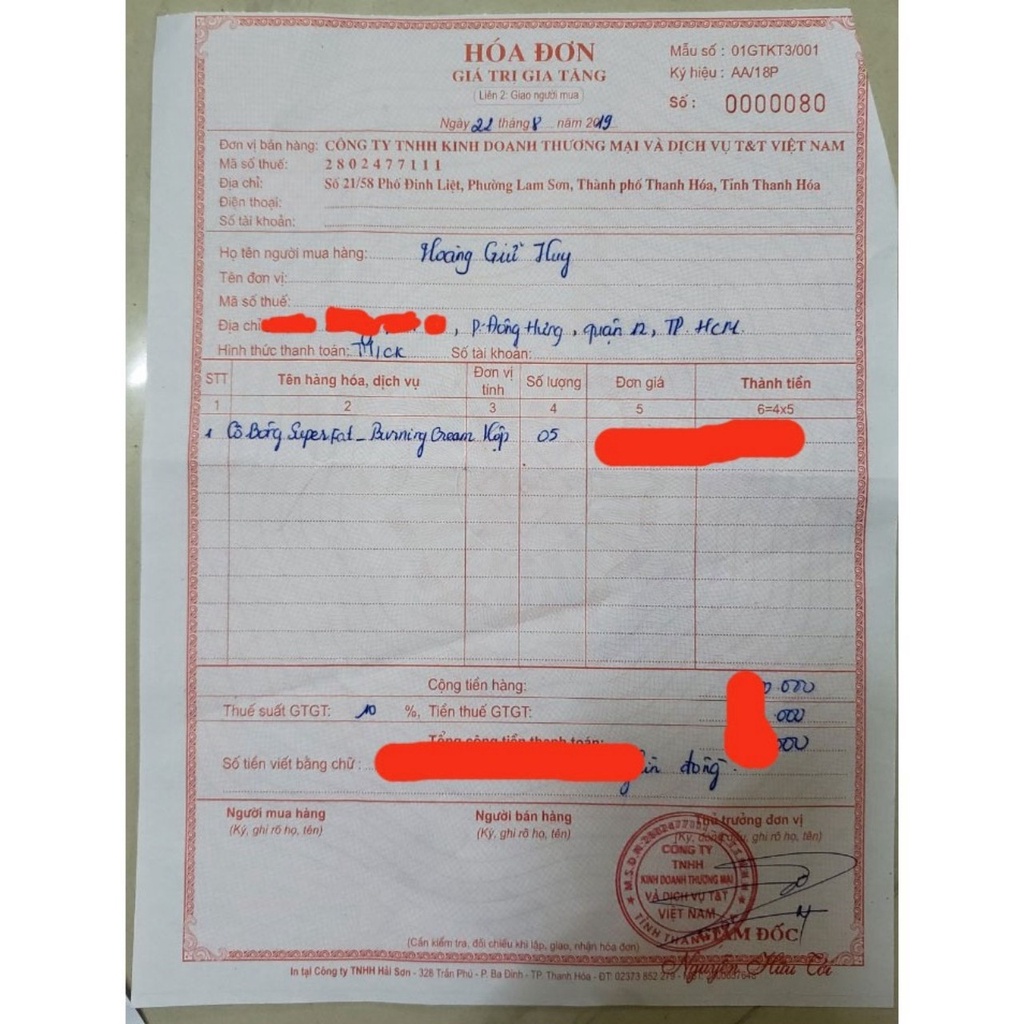 HÓA ĐƠN
GIÁ TRỊ GIA TĂNG
Liên 2: Giao người mua
Mẫu số : 01GTKT3/001
Ký hiệu : AA/18P
Số : 0000080
Ngày 22 tháng 8 năm 2019
Đơn vị bán hàng: CÔNG TY TNHH KINH DOANH THƯƠNG MẠI VÀ DỊCH VỤ T&T VIỆT NAM
Mã số thuế: 2802477111
Địa chỉ: Số 21/58 Phố Đinh Liệt, Phường Lam Sơn, Thành phố Thanh Hóa, Tỉnh Thanh Hóa
Điện thoại:
Số tài khoản:
Họ tên người mua hàng: Hoàng Huy
Tên đơn vị:
Mã số thuế:
Địa chỉ , P. Đông Hưng, quận 12, TP. HCM.
Hình thức thanh toán: TM/CK Số tài khoản:
STT Tên hàng hóa, dịch vụ Đơn vị tính Số lượng Đơn giá Thành tiền
1 2 3 4 5 6=4x5
1 Cô Bông Super Fat - Burning Cream Hộp 05
Cộng tiền hàng: 000
Thuế suất GTGT: 10 %, Tiền thuế GTGT: 000
Tổng cộng tiền thanh toán: 000
Số tiền viết bằng chữ : đồng.
Người mua hàng Người bán hàng Thủ trưởng đơn vị
(Ký, ghi rõ họ, tên) (Ký, ghi rõ họ, tên) (Ký, ghi rõ họ, tên)
CÔNG TY
TNHH
KINH DOANH THƯƠNG MẠI
VÀ DỊCH VỤ T&T
VIỆT NAM
GIÁM ĐỐC
(Cần kiểm tra, đối chiếu khi lập, giao, nhận hóa đơn)
Nguyễn Hữu
In tại Công ty TNHH Hải Sơn - 328 Trần Phú - P. Ba Đình - TP. Thanh Hóa - ĐT: 02373 852 279